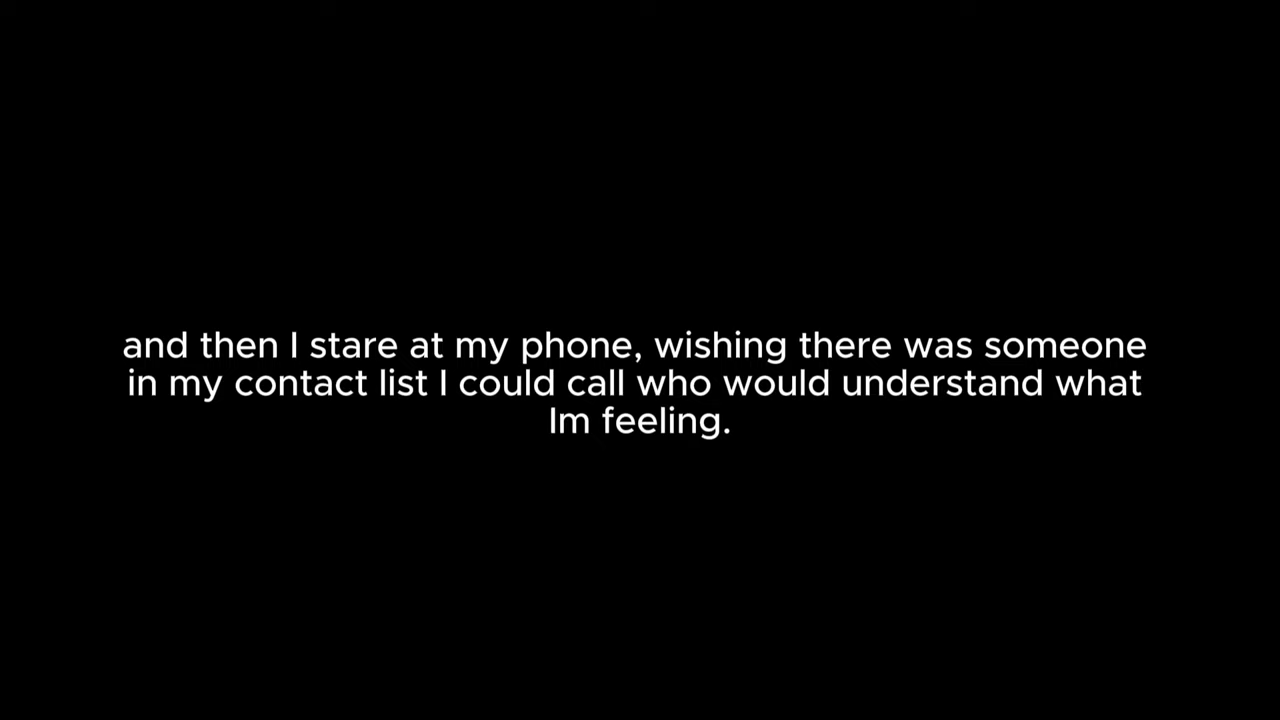 and then I stare at my phone, wishing there was someone
in my contact list I could call who would understand what
Im feeling.